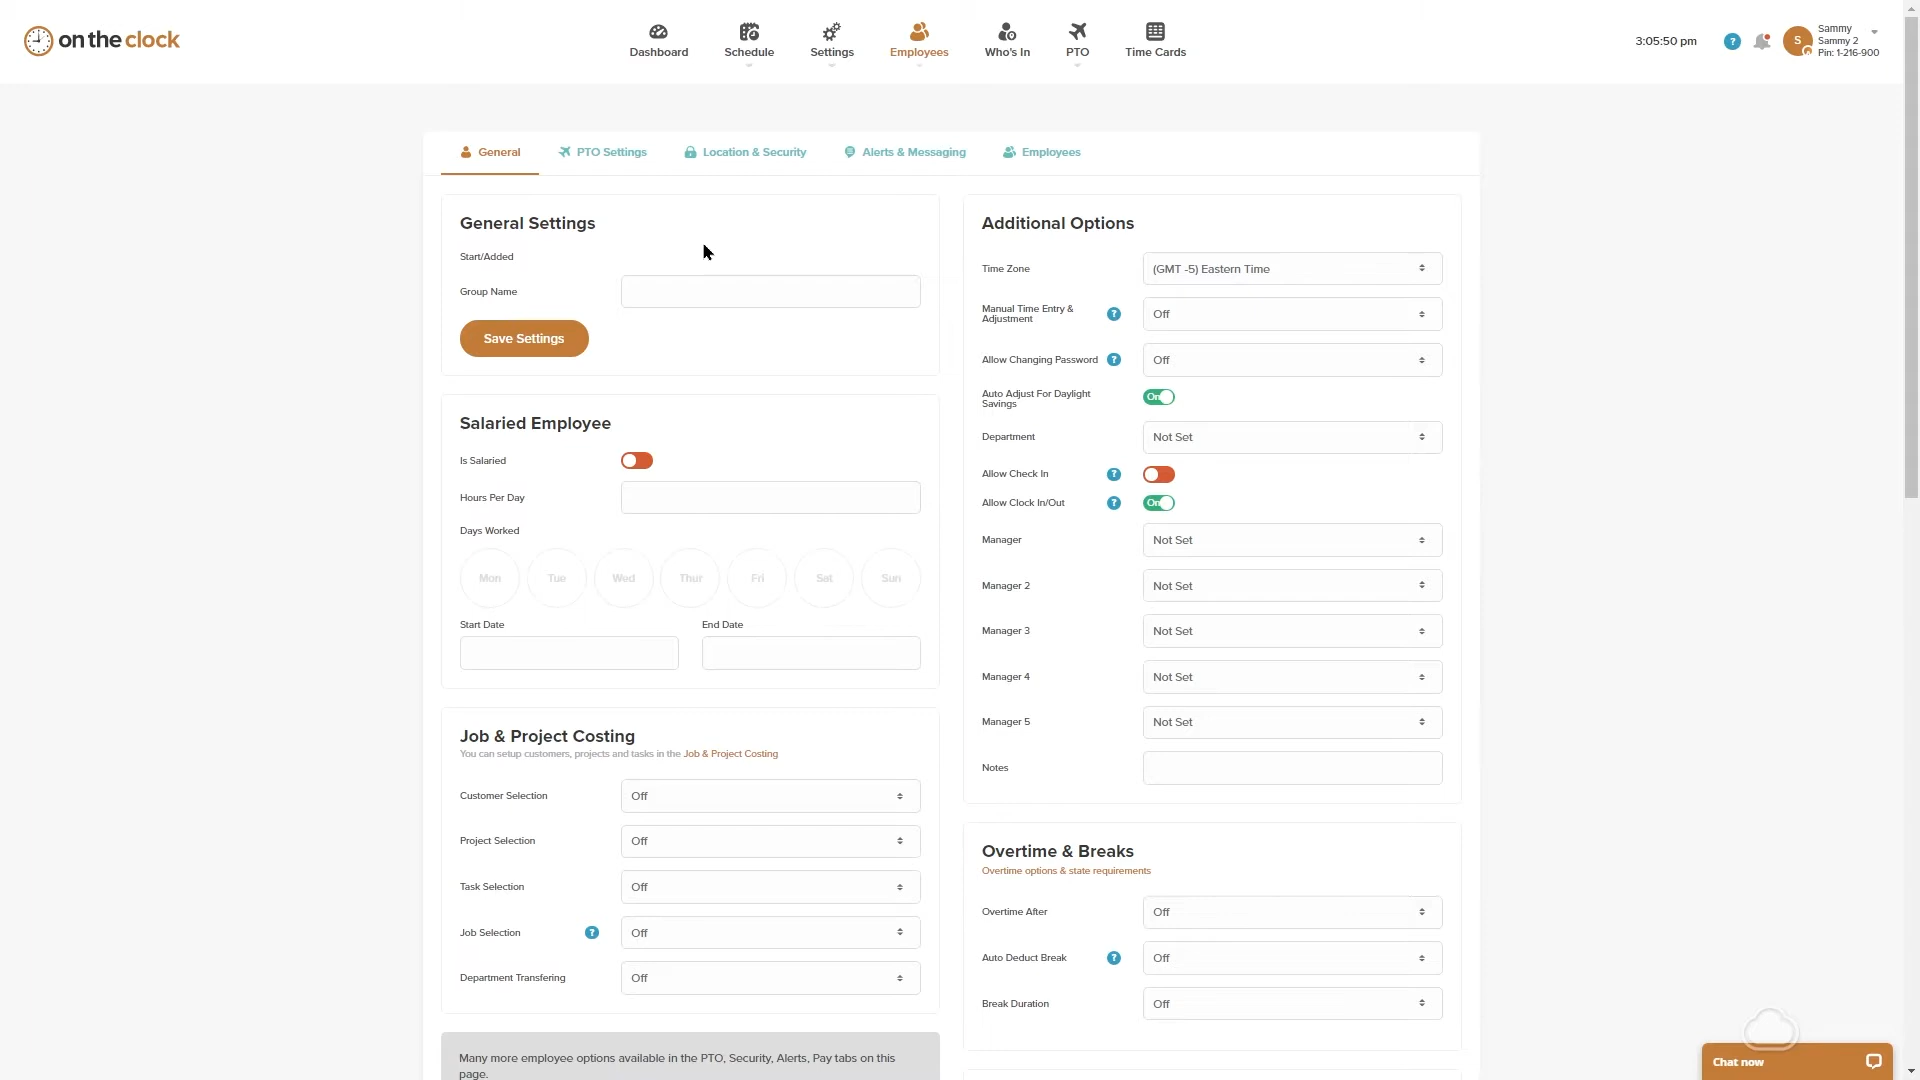 on the clock
Dashboard
Schedule
Settings
Employees
Who's In
PTO
Time Cards
3:05:50 pm
?
S
Sammy
Sammy 2
Pin: 1-216-900
General
PTO Settings
Location & Security
Alerts & Messaging
Employees
General Settings
Start/Added
Group Name
Save Settings
Salaried Employee
Is Salaried
Hours Per Day
Days Worked
Mon
Tue
Wed
Thur
Fri
Sat
Sun
Start Date
End Date
Job & Project Costing
You can setup customers, projects and tasks in the Job & Project Costing
Customer Selection
Off
Project Selection
Off
Task Selection
Off
Job Selection
?
Off
Department Transfering
Off
Many more employee options available in the PTO, Security, Alerts, Pay tabs on this
page.
Additional Options
Time Zone
(GMT -5) Eastern Time
Manual Time Entry &
Adjustment
?
Off
Allow Changing Password
?
Off
Auto Adjust For Daylight
Savings
On
Department
Not Set
Allow Check In
?
Allow Clock In/Out
?
On
Manager
Not Set
Manager 2
Not Set
Manager 3
Not Set
Manager 4
Not Set
Manager 5
Not Set
Notes
Overtime & Breaks
Overtime options & state requirements
Overtime After
Off
Auto Deduct Break
?
Off
Break Duration
Off
Chat now